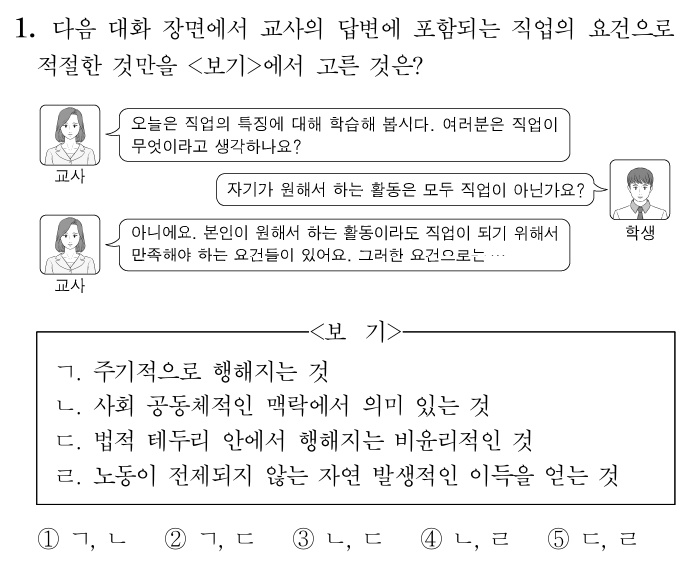 1. 다음 대화 장면에서 교사의 답변에 포함되는 직업의 요건으로
적절한 것만을 <보기>에서 고른 것은?
오늘은 직업의 특징에 대해 학습해 봅시다. 여러분은 직업이
무엇이라고 생각하나요?
교사
자기가 원해서 하는 활동은 모두 직업이 아닌가요?
학생
아니에요. 본인이 원해서 하는 활동이라도 직업이 되기 위해서
만족해야 하는 요건들이 있어요. 그러한 요건으로는 …
교사
<보 기>
ㄱ. 주기적으로 행해지는 것
ㄴ. 사회 공동체적인 맥락에서 의미 있는 것
ㄷ. 법적 테두리 안에서 행해지는 비윤리적인 것
ㄹ. 노동이 전제되지 않는 자연 발생적인 이득을 얻는 것
① ㄱ, ㄴ ② ㄱ, ㄷ ③ ㄴ, ㄷ ④ ㄴ, ㄹ ⑤ ㄷ, ㄹ